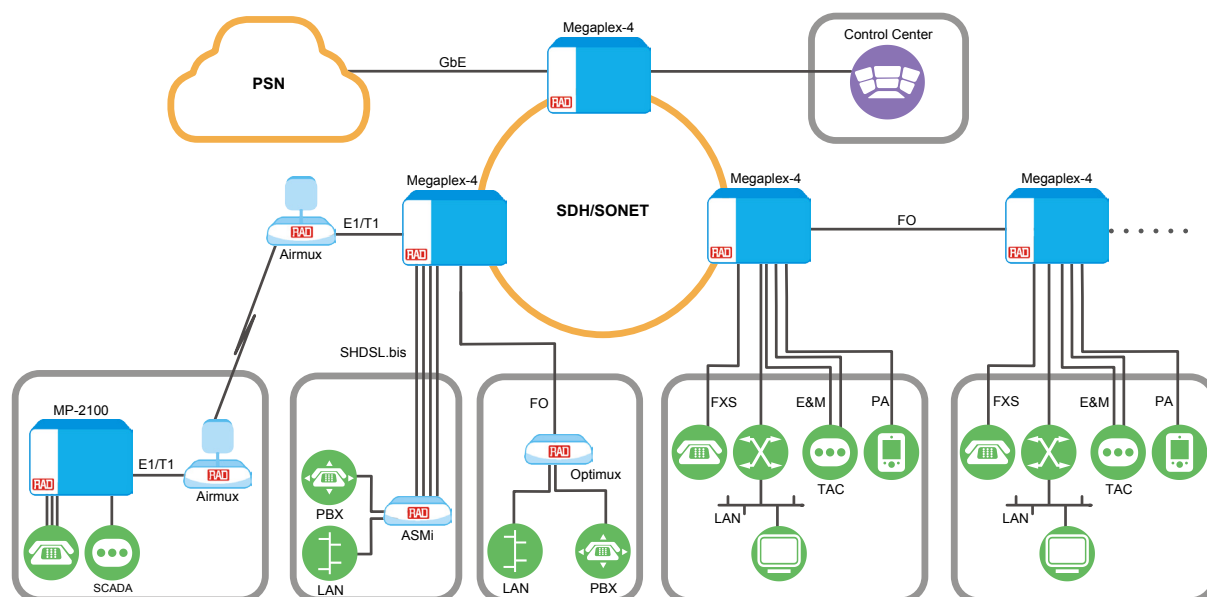 Megaplex-4
Control Center
GbE
PSN
RAD
Megaplex-4
SDH/SONET
Megaplex-4
Megaplex-4
E1/T1
FO
RAD
RAD
RAD
RAD
Airmux
SHDSL.bis
MP-2100
FO
FXS
E&M
PA
FXS
E&M
PA
RAD
Optimux
E1/T1
RAD
RAD
Airmux
PBX
RAD
ASMi
TAC
TAC
LAN
LAN
SCADA
LAN
LAN
PBX